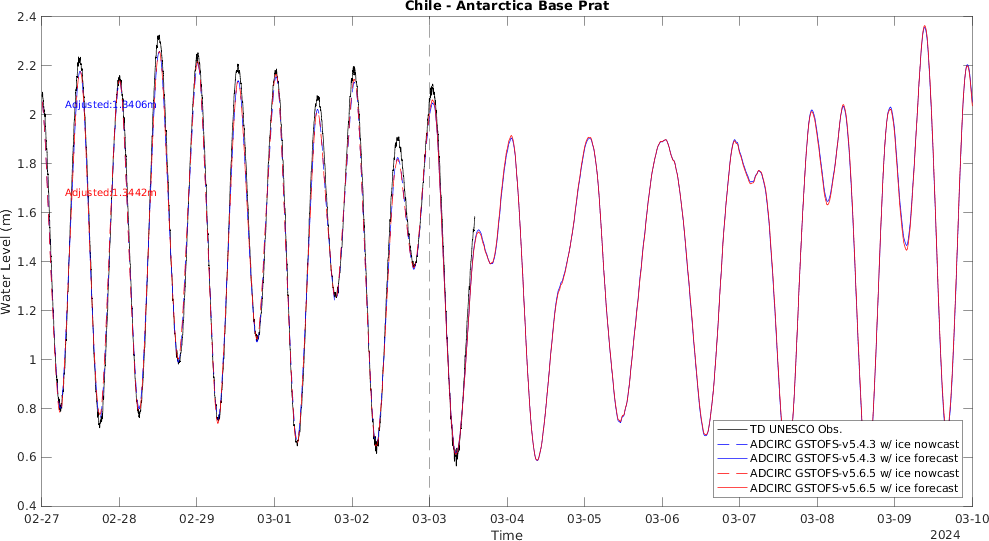 Chile - Antarctica Base Prat
2.4
2.2
2
1.8
1.6
1.4
1.2
1
0.8
0.6
0.4
Water Level (m)
Adjusted:1.3406m
Adjusted:1.3442m
TD UNESCO Obs.
ADCIRC GSTOFS-v5.4.3 w/ ice nowcast
ADCIRC GSTOFS-v5.4.3 w/ ice forecast
ADCIRC GSTOFS-v5.6.5 w/ ice nowcast
ADCIRC GSTOFS-v5.6.5 w/ ice forecast
02-27 02-28 02-29 03-01 03-02 03-03 03-04 03-05 03-06 03-07 03-08 03-09 03-10
Time
2024